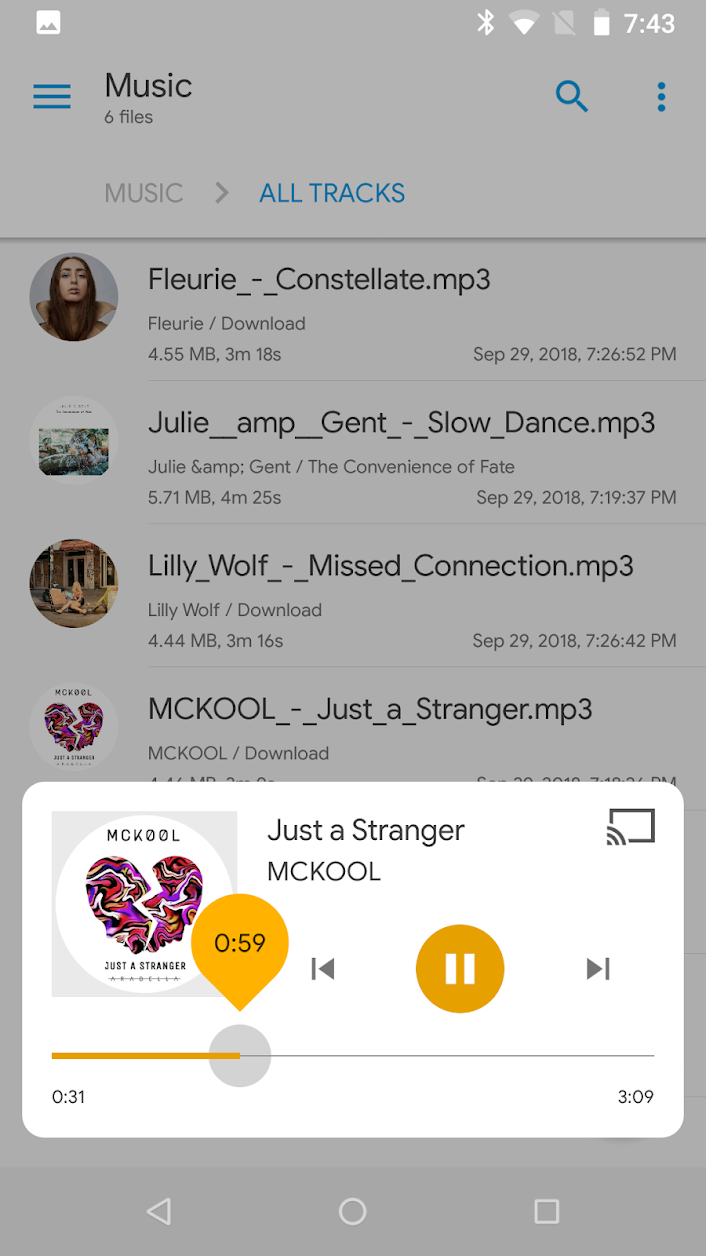 7:43
Music
6 files
MUSIC
ALL TRACKS
Fleurie_-_Constellate.mp3
Fleurie / Download
4.55 MB, 3m 18s
Sep 29, 2018, 7:26:52 PM
Julie__amp__Gent_-_Slow_Dance.mp3
Julie &amp; Gent / The Convenience of Fate
5.71 MB, 4m 25s
Sep 29, 2018, 7:19:37 PM
Lilly_Wolf_-_Missed_Connection.mp3
Lilly Wolf / Download
4.44 MB, 3m 16s
Sep 29, 2018, 7:26:42 PM
MCKØØL
JUST A STRANGER
MCKOOL_-_Just_a_Stranger.mp3
MCKOOL / Download
MCKØØL
JUST A STRANGER
ARABELLA
Just a Stranger
MCKOOL
0:59
0:31
3:09